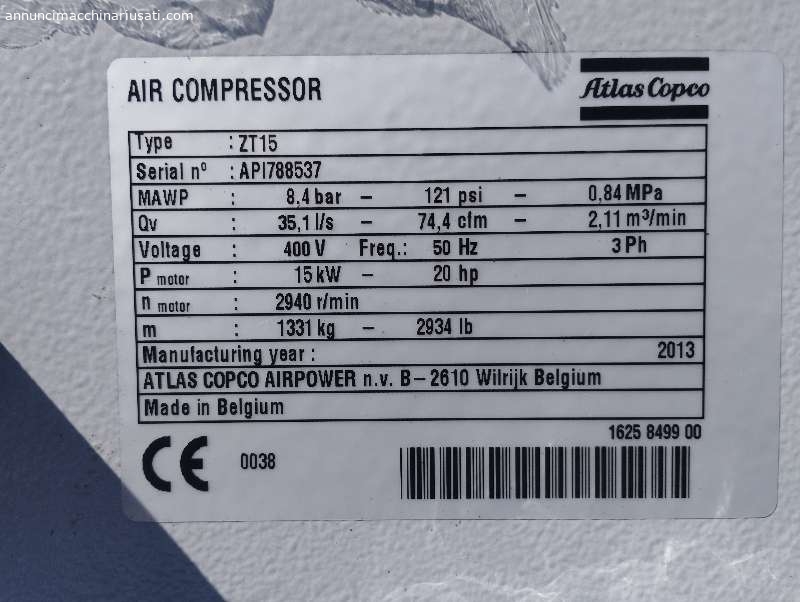 annuncimacchinariusati.com
AIR COMPRESSOR
Atlas Copco
Type : ZT15
Serial nº : API788537
MAWP : 8,4 bar – 121 psi – 0,84 MPa
Qv : 35,1 l/s – 74,4 cfm – 2,11 m³/min
Voltage : 400 V Freq.: 50 Hz 3 Ph
P motor : 15 kW – 20 hp
n motor : 2940 r/min
m : 1331 kg – 2934 lb
Manufacturing year : 2013
ATLAS COPCO AIRPOWER n.v. B – 2610 Wilrijk Belgium
Made in Belgium
1625 8499 00
CE 0038